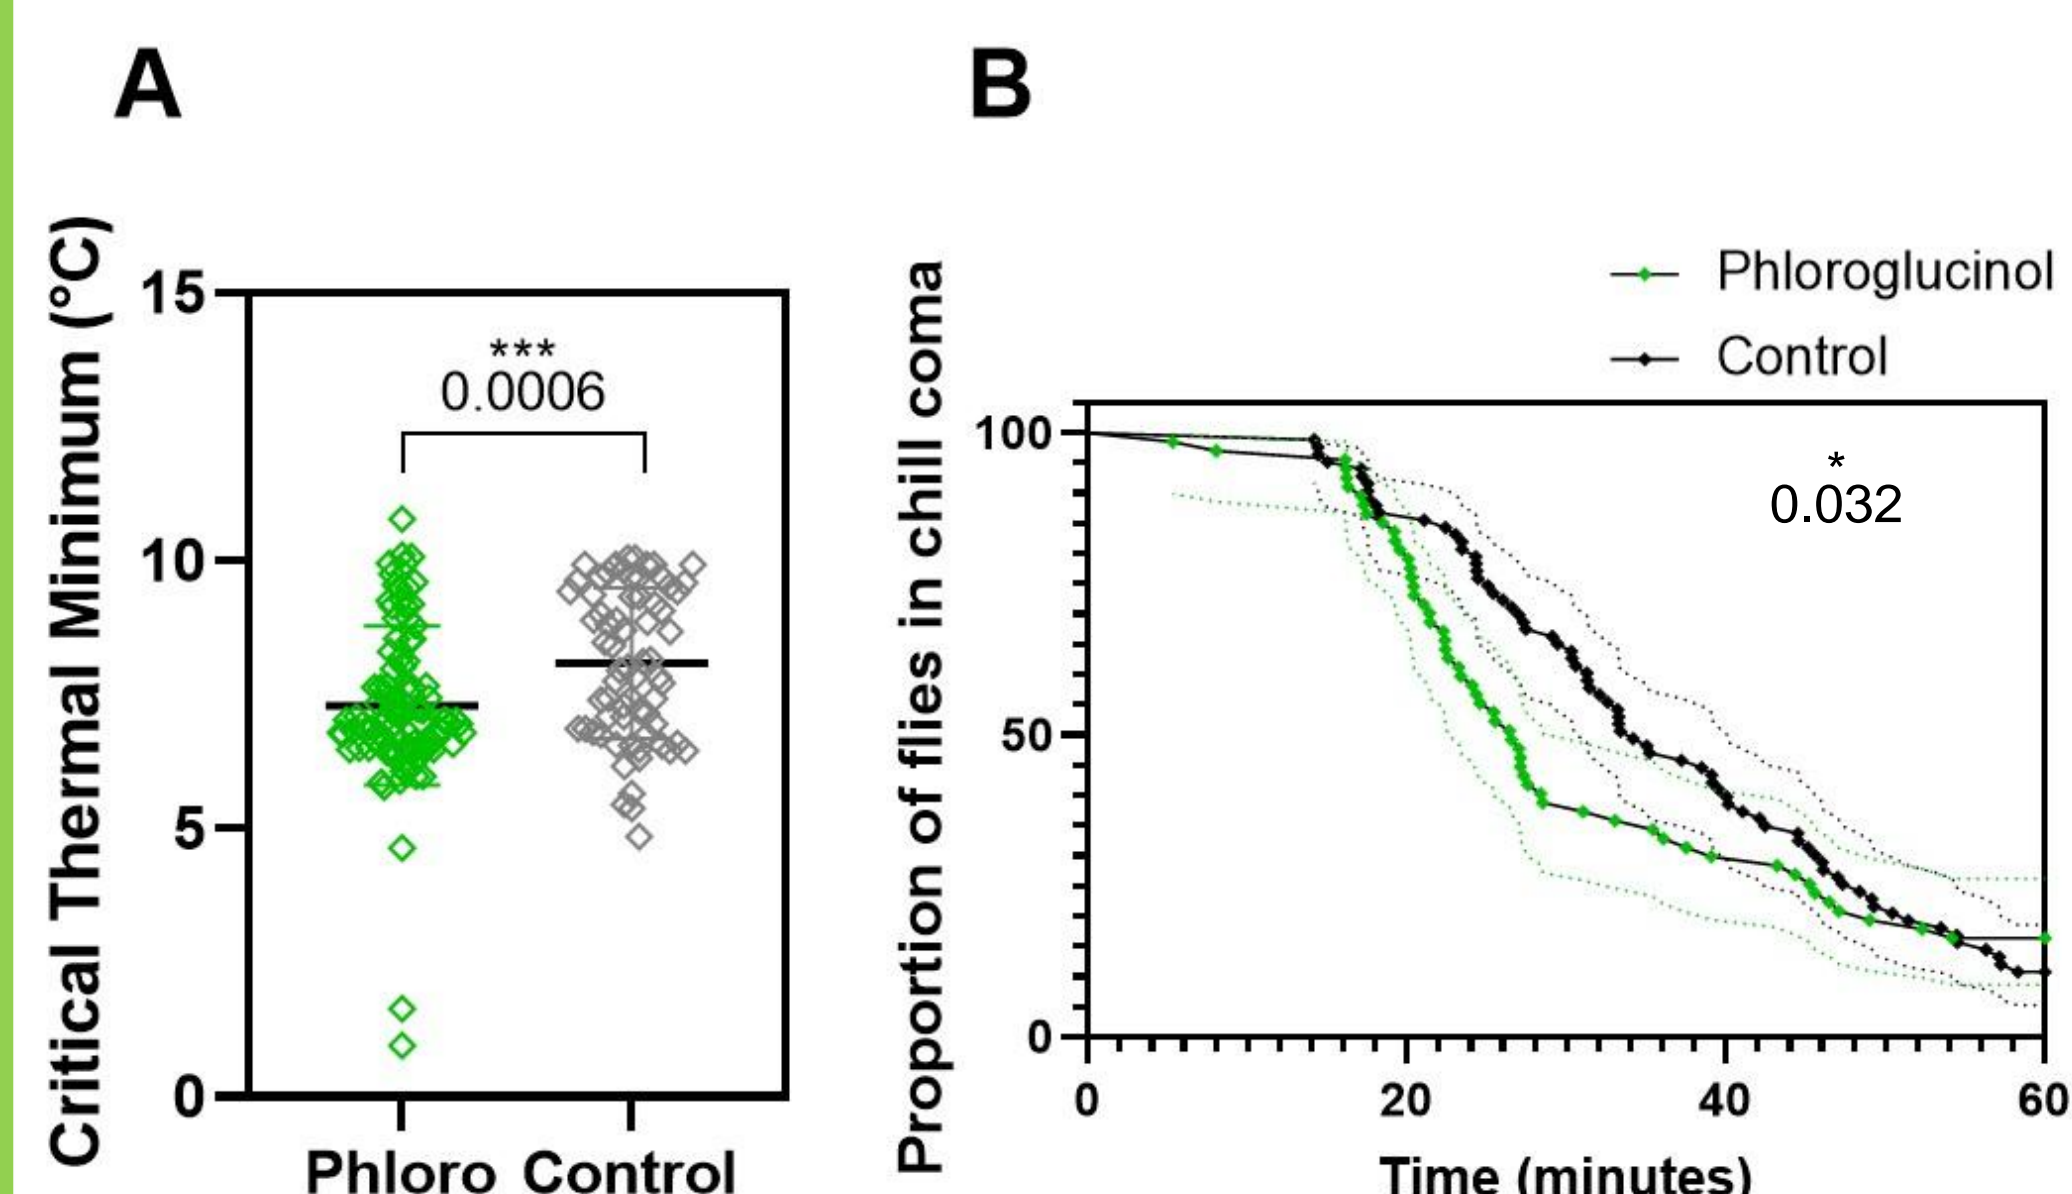 A
Critical Thermal Minimum (°C)
15
10
5
0
***
0.0006
Phloro Control
B
Proportion of flies in chill coma
Phloroglucinol
Control
100
50
0
*
0.032
0 20 40 60
Time (minutes)